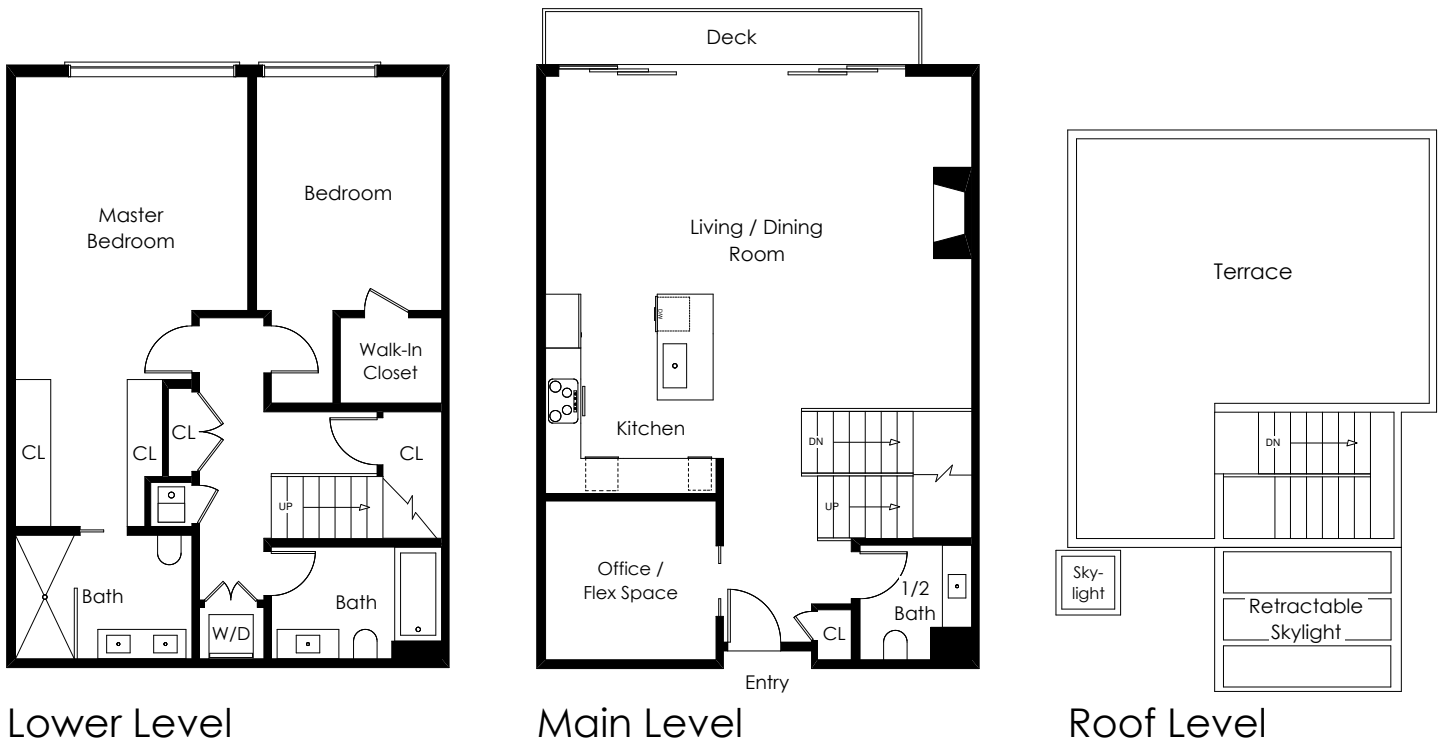 Master
Bedroom
Bedroom
Walk-In
Closet
CL
CL
CL
CL
UP
Bath
W/D
Bath
Lower Level
Deck
Living / Dining
Room
DW
Kitchen
DN
UP
Office /
Flex Space
1/2
Bath
CL
Entry
Main Level
Terrace
DN
Sky-
light
Retractable
Skylight
Roof Level